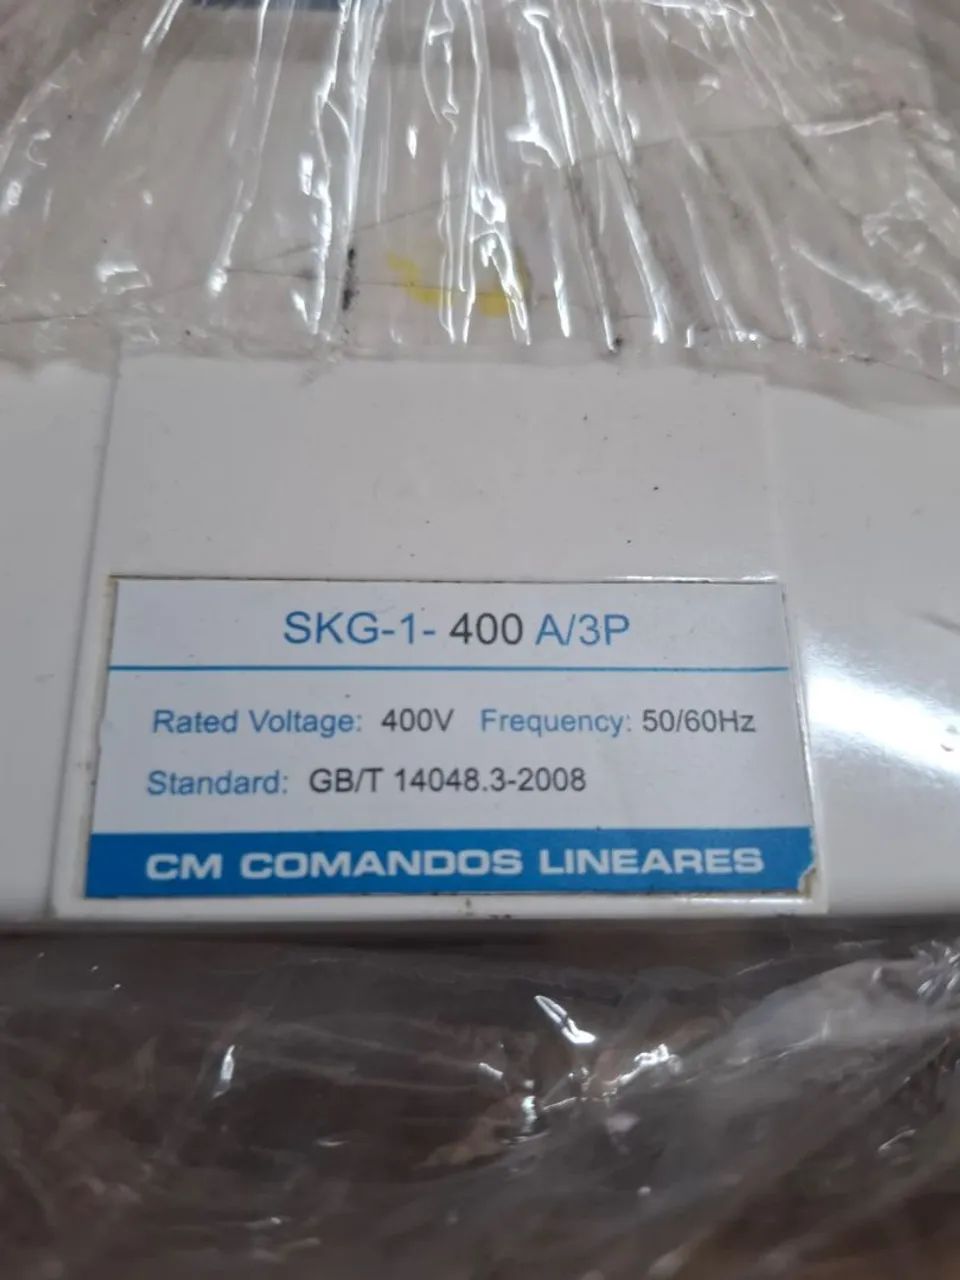 SKG-1- 400 A/3P
Rated Voltage: 400V Frequency: 50/60Hz
Standard: GB/T 14048.3-2008
CM COMANDOS LINEARES